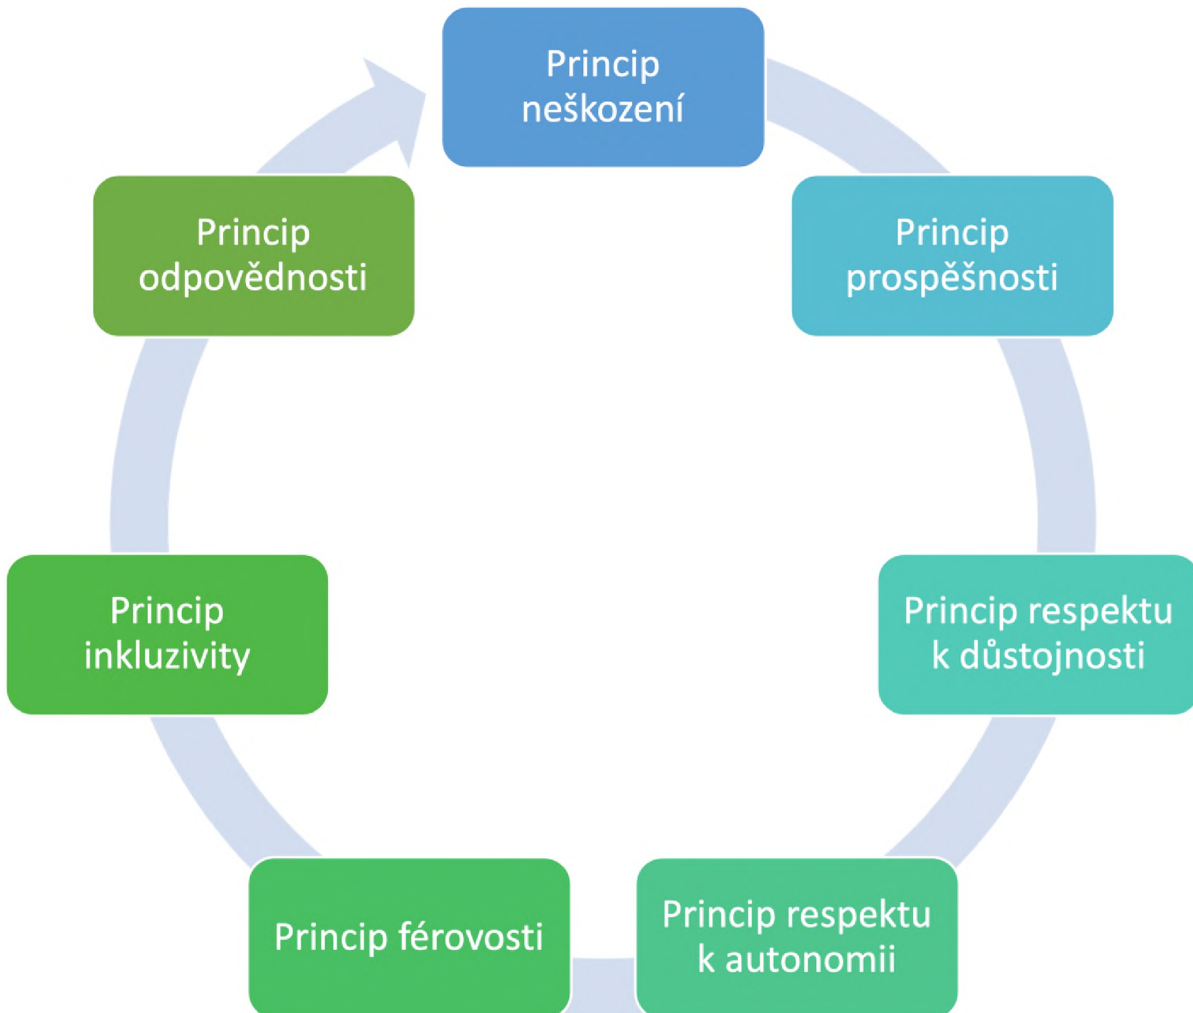 Princip
neškození
Princip
prospěšnosti
Princip respektu
k důstojnosti
Princip respektu
k autonomii
Princip férovosti
Princip
inkluzivity
Princip
odpovědnosti